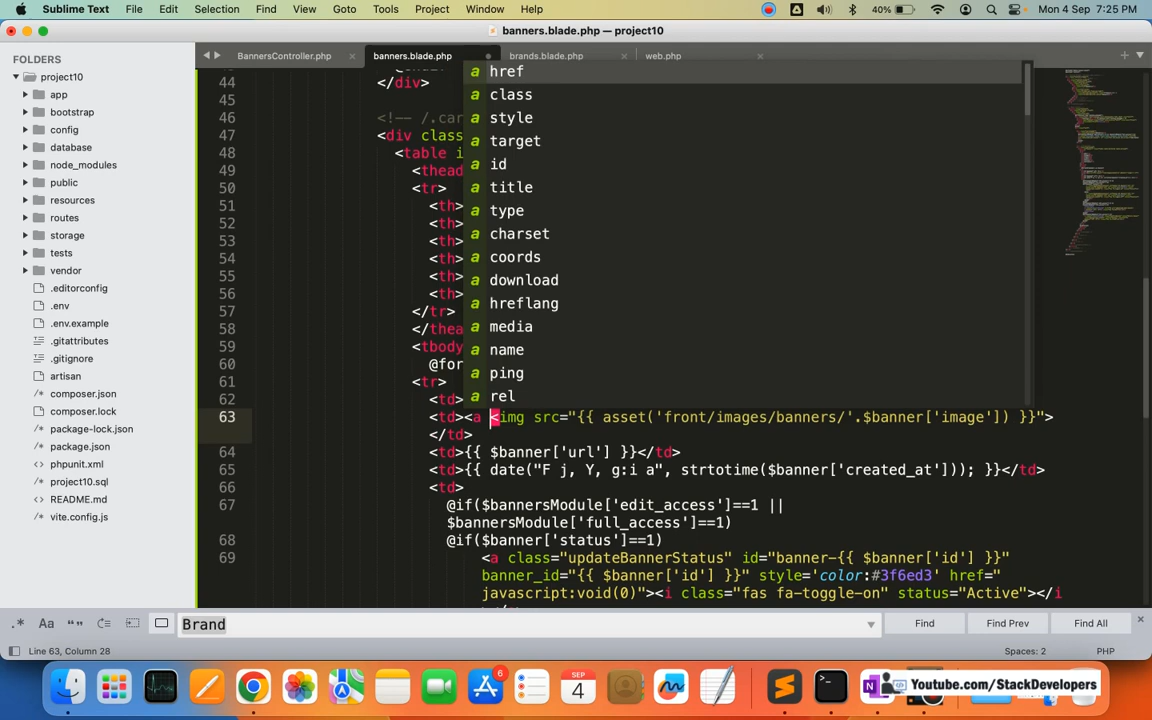 Sublime Text File Edit Selection Find View Goto Tools Project Window Help 40% Mon 4 Sep 7:25 PM
banners.blade.php — project10
FOLDERS
project10
app
bootstrap
config
database
node_modules
public
resources
routes
storage
tests
vendor
.editorconfig
.env
.env.example
.gitattributes
.gitignore
artisan
composer.json
composer.lock
package-lock.json
package.json
phpunit.xml
project10.sql
README.md
vite.config.js
BannersController.php banners.blade.php brands.blade.php web.php
44 </div>
45
46 <!-- /.car
47 <div class
48 <table i
49 <thead
50 <tr>
51 <th>
52 <th>
53 <th>
54 <th>
55 <th>
56 <th>
57 </tr>
58 </thea
59 <tbody
60 @for
61 <tr>
62 <td>
63 <td><a <img src="{{ asset('front/images/banners/'.$banner['image']) }}">
</td>
64 <td>{{ $banner['url'] }}</td>
65 <td>{{ date("F j, Y, g:i a", strtotime($banner['created_at'])); }}</td>
66 <td>
67 @if($bannersModule['edit_access']==1 ||
$bannersModule['full_access']==1)
68 @if($banner['status']==1)
69 <a class="updateBannerStatus" id="banner-{{ $banner['id'] }}"
banner_id="{{ $banner['id'] }}" style='color:#3f6ed3' href="
javascript:void(0)"><i class="fas fa-toggle-on" status="Active"></i
a href
a class
a style
a target
a id
a title
a type
a charset
a coords
a download
a hreflang
a media
a name
a ping
a rel
.* Aa “” Brand Find Find Prev Find All
Line 63, Column 28 Spaces: 2 PHP
SEP
4
6
Youtube.com/StackDevelopers